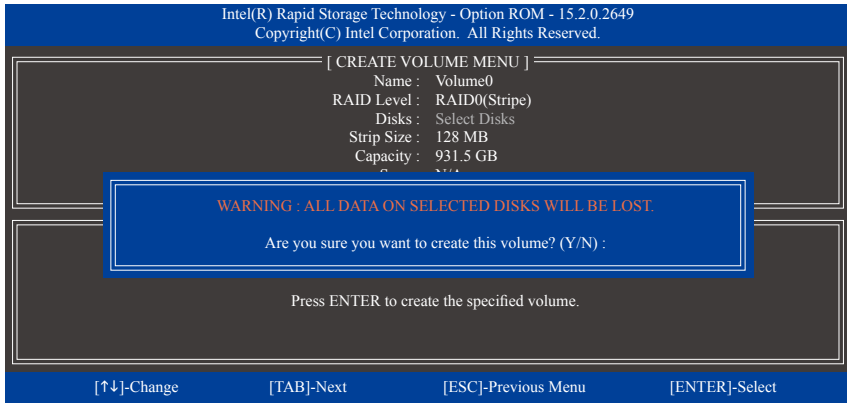 Intel(R) Rapid Storage Technology - Option ROM - 15.2.0.2649
Copyright(C) Intel Corporation. All Rights Reserved.
[ CREATE VOLUME MENU ]
Name : Volume0
RAID Level : RAID0(Stripe)
Disks : Select Disks
Strip Size : 128 MB
Capacity : 931.5 GB
WARNING : ALL DATA ON SELECTED DISKS WILL BE LOST.
Are you sure you want to create this volume? (Y/N) :
Press ENTER to create the specified volume.
[↑↓]-Change [TAB]-Next [ESC]-Previous Menu [ENTER]-Select